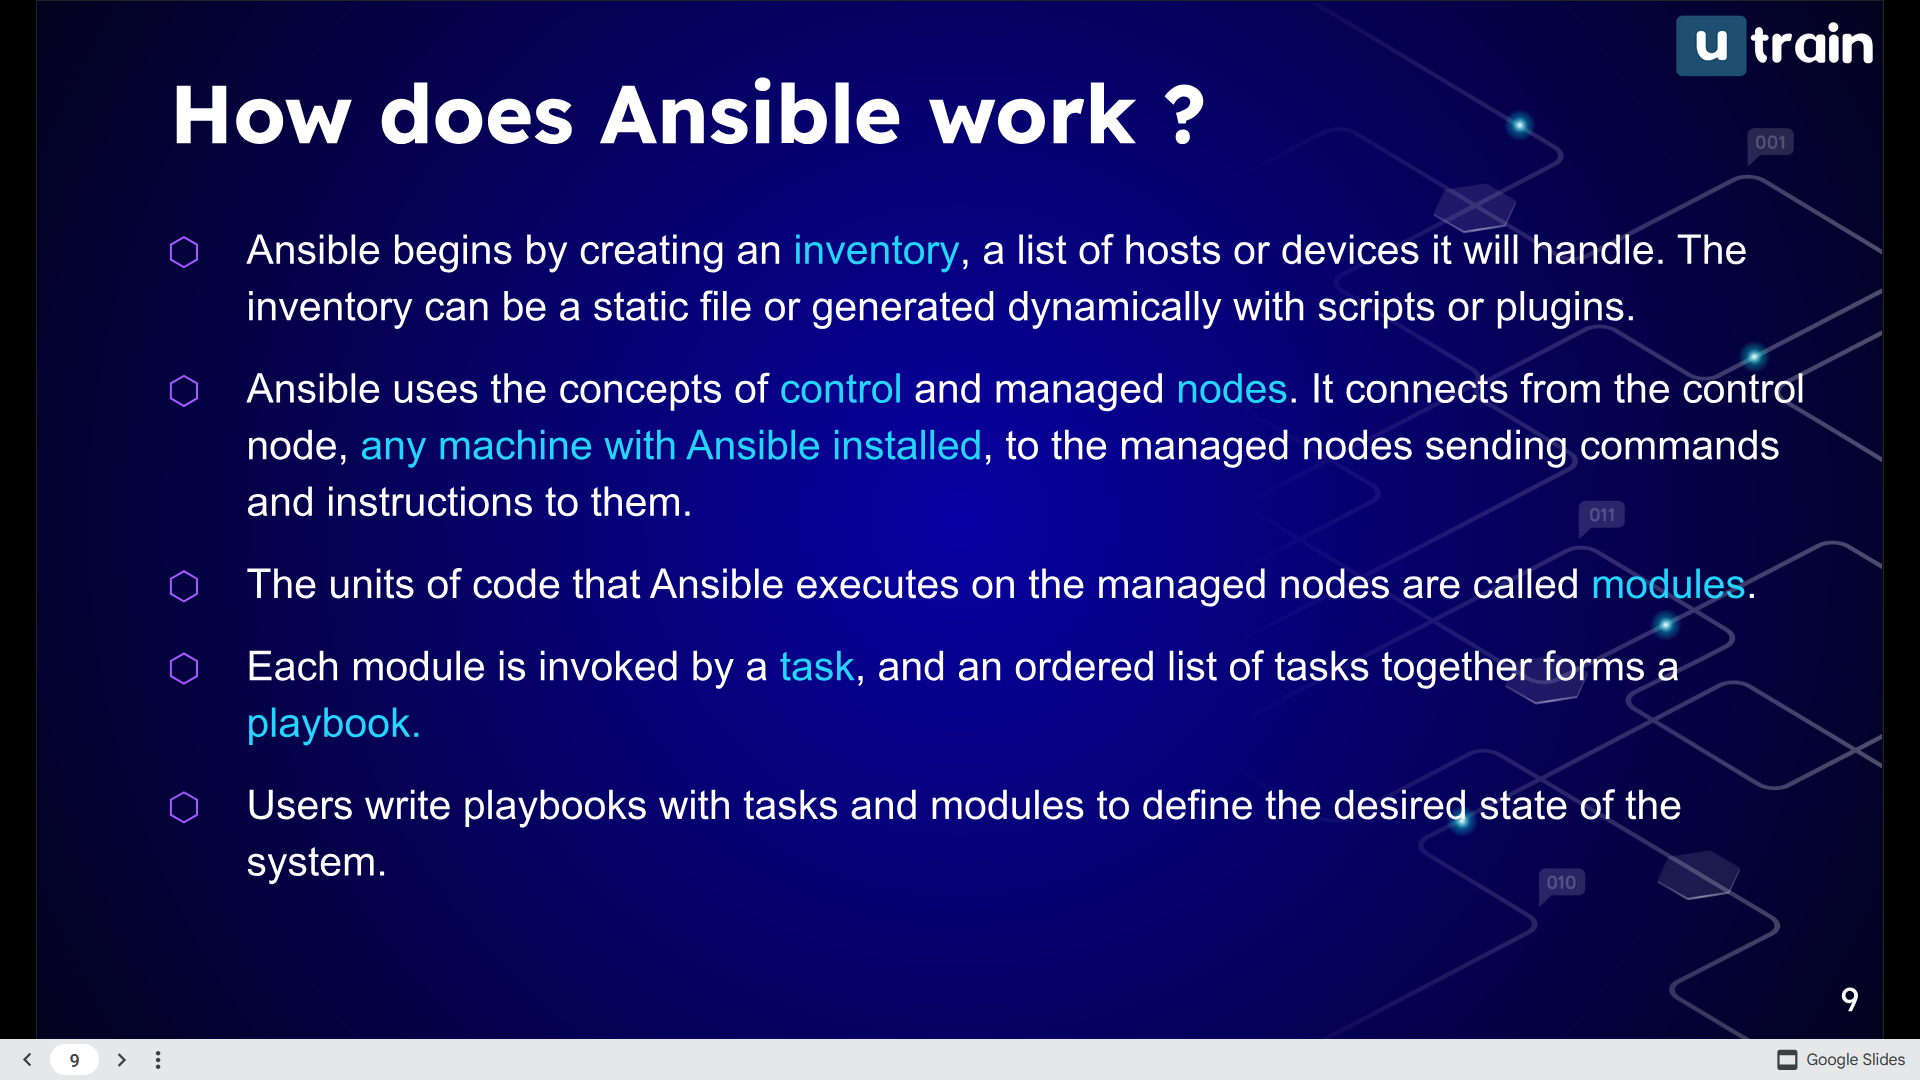 u train
How does Ansible work ?
001
Ansible begins by creating an inventory, a list of hosts or devices it will handle. The
inventory can be a static file or generated dynamically with scripts or plugins.
Ansible uses the concepts of control and managed nodes. It connects from the control
node, any machine with Ansible installed, to the managed nodes sending commands
and instructions to them.
011
The units of code that Ansible executes on the managed nodes are called modules.
Each module is invoked by a task, and an ordered list of tasks together forms a
playbook.
Users write playbooks with tasks and modules to define the desired state of the
system.
010
9
9
Google Slides